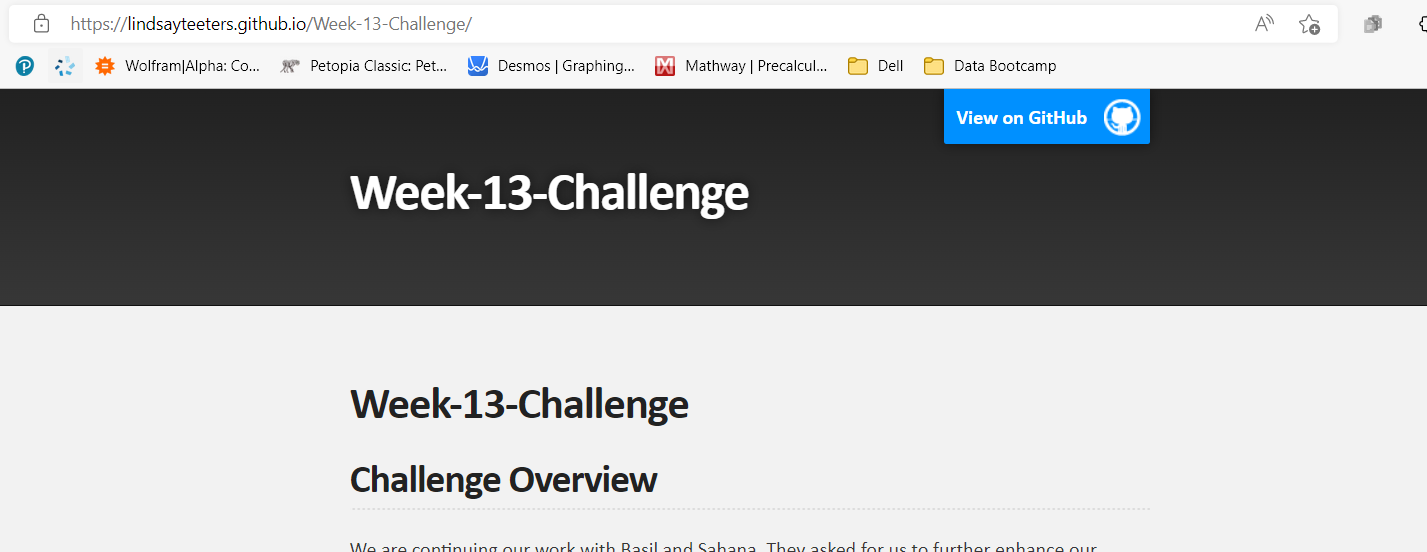 https://lindsayteeters.github.io/Week-13-Challenge/
Wolfram|Alpha: Co... Petopia Classic: Pet... Desmos | Graphing... Mathway | Precalcul... Dell Data Bootcamp
View on GitHub
Week-13-Challenge
Week-13-Challenge
Challenge Overview
We are continuing our work with Basil and Sahana. They asked for us to further enhance our